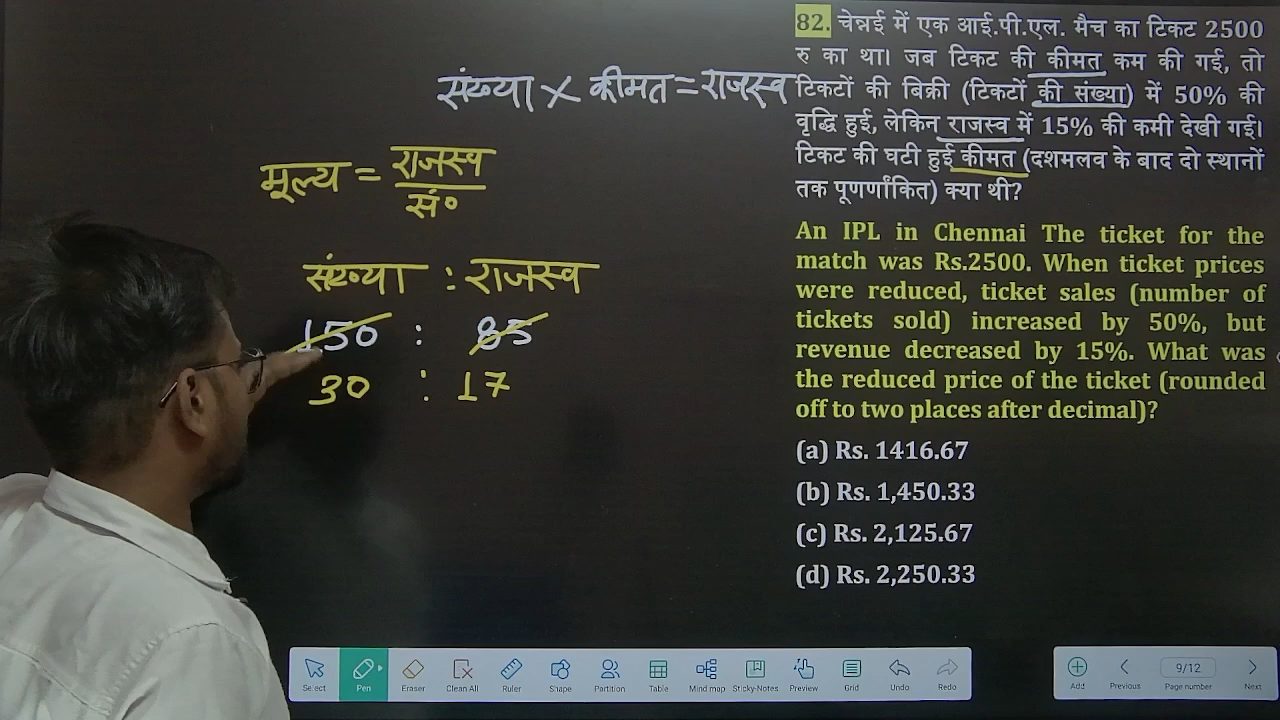 82. चेन्नई में एक आई.पी.एल. मैच का टिकट 2500
रु का था। जब टिकट की कीमत कम की गई, तो
टिकटों की बिक्री (टिकटों की संख्या) में 50% की
वृद्धि हुई, लेकिन राजस्व में 15% की कमी देखी गई।
टिकट की घटी हुई कीमत (दशमलव के बाद दो स्थानों
तक पूणर्णांकित) क्या थी?
An IPL in Chennai The ticket for the
match was Rs.2500. When ticket prices
were reduced, ticket sales (number of
tickets sold) increased by 50%, but
revenue decreased by 15%. What was
the reduced price of the ticket (rounded
off to two places after decimal)?
(a) Rs. 1416.67
(b) Rs. 1,450.33
(c) Rs. 2,125.67
(d) Rs. 2,250.33
संख्या × कीमत = राजस्व
मूल्य = राजस्व
सं॰
संख्या : राजस्व
150 : 85
30 : 17
Select Pen Eraser Clean All Ruler Shape Partition Table Mind map Sticky-Notes Preview Grid Undo Redo
Add Previous 9/12 Page number Next